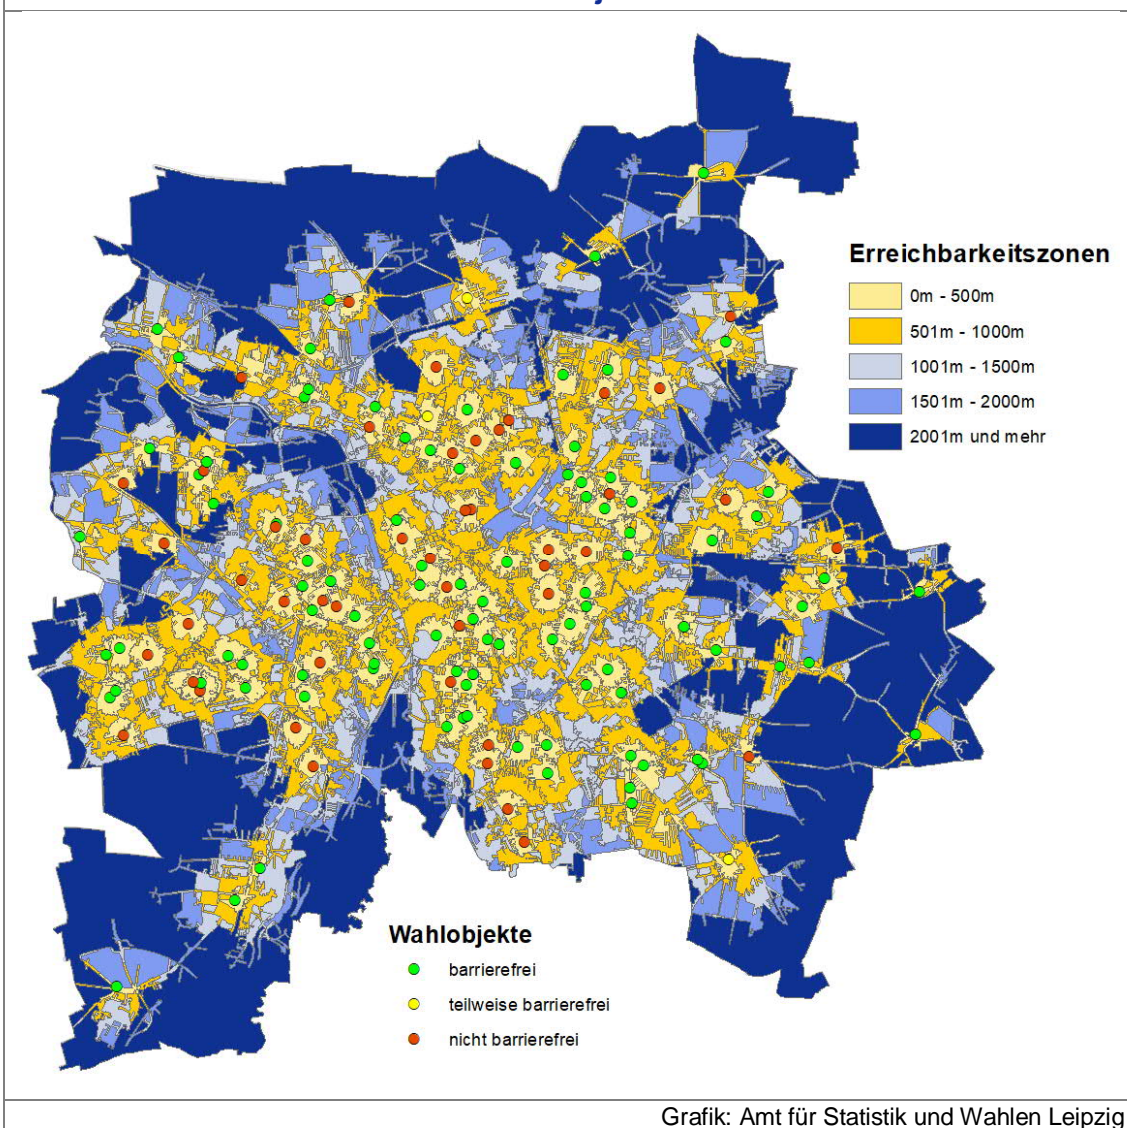 Erreichbarkeitszonen
0m - 500m
501m - 1000m
1001m - 1500m
1501m - 2000m
2001m und mehr
Wahlobjekte
barrierefrei
teilweise barrierefrei
nicht barrierefrei
Grafik: Amt für Statistik und Wahlen Leipzig